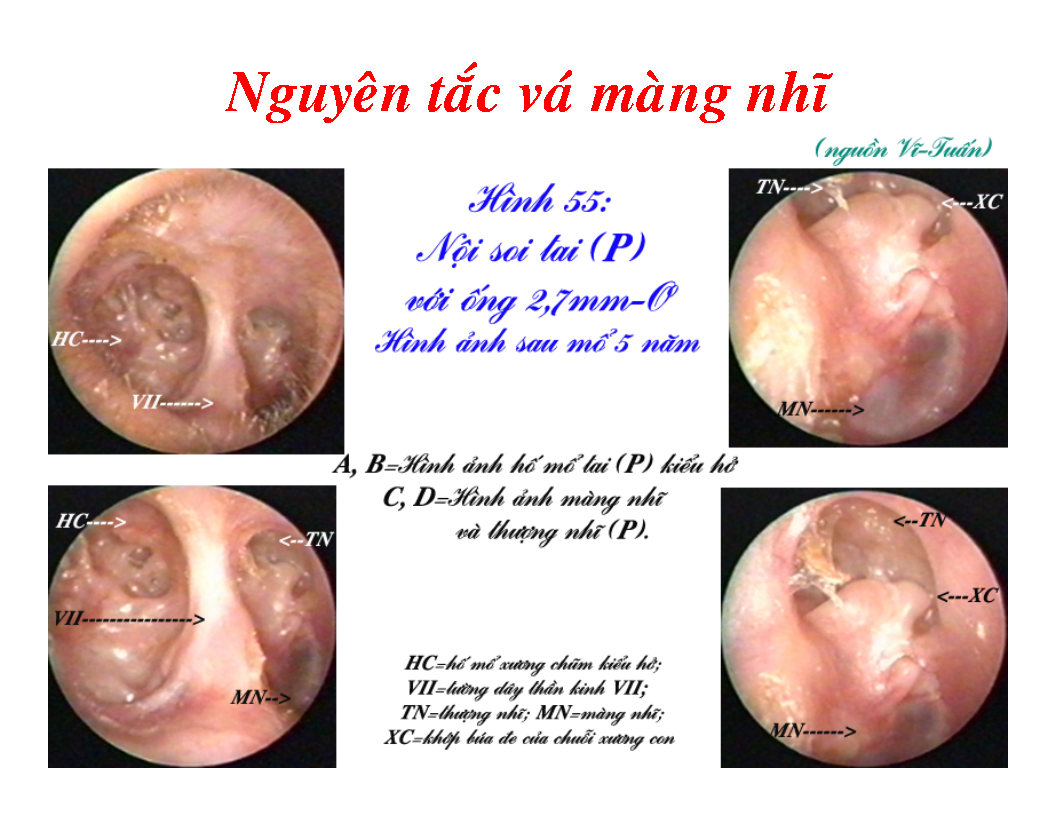 Nguyên tắc vá màng nhĩ
(nguồn Vĩ-Tuấn)
Hình 55:
Nội soi tai (P)
với ống 2,7mm-O
Hình ảnh sau mổ 5 năm
HC---->
VII------>
TN---->
<---XC
MN------>
A, B=Hình ảnh hố mổ tai (P) kiểu hở
C, D=Hình ảnh màng nhĩ
và thượng nhĩ (P).
HC---->
<--TN
VII---------------->
MN-->
<--TN
<---XC
MN------>
HC=hố mổ xương chũm kiểu hở;
VII=tường dây thần kinh VII;
TN=thượng nhĩ; MN=màng nhĩ;
XC=khớp búa đe của chuỗi xương con